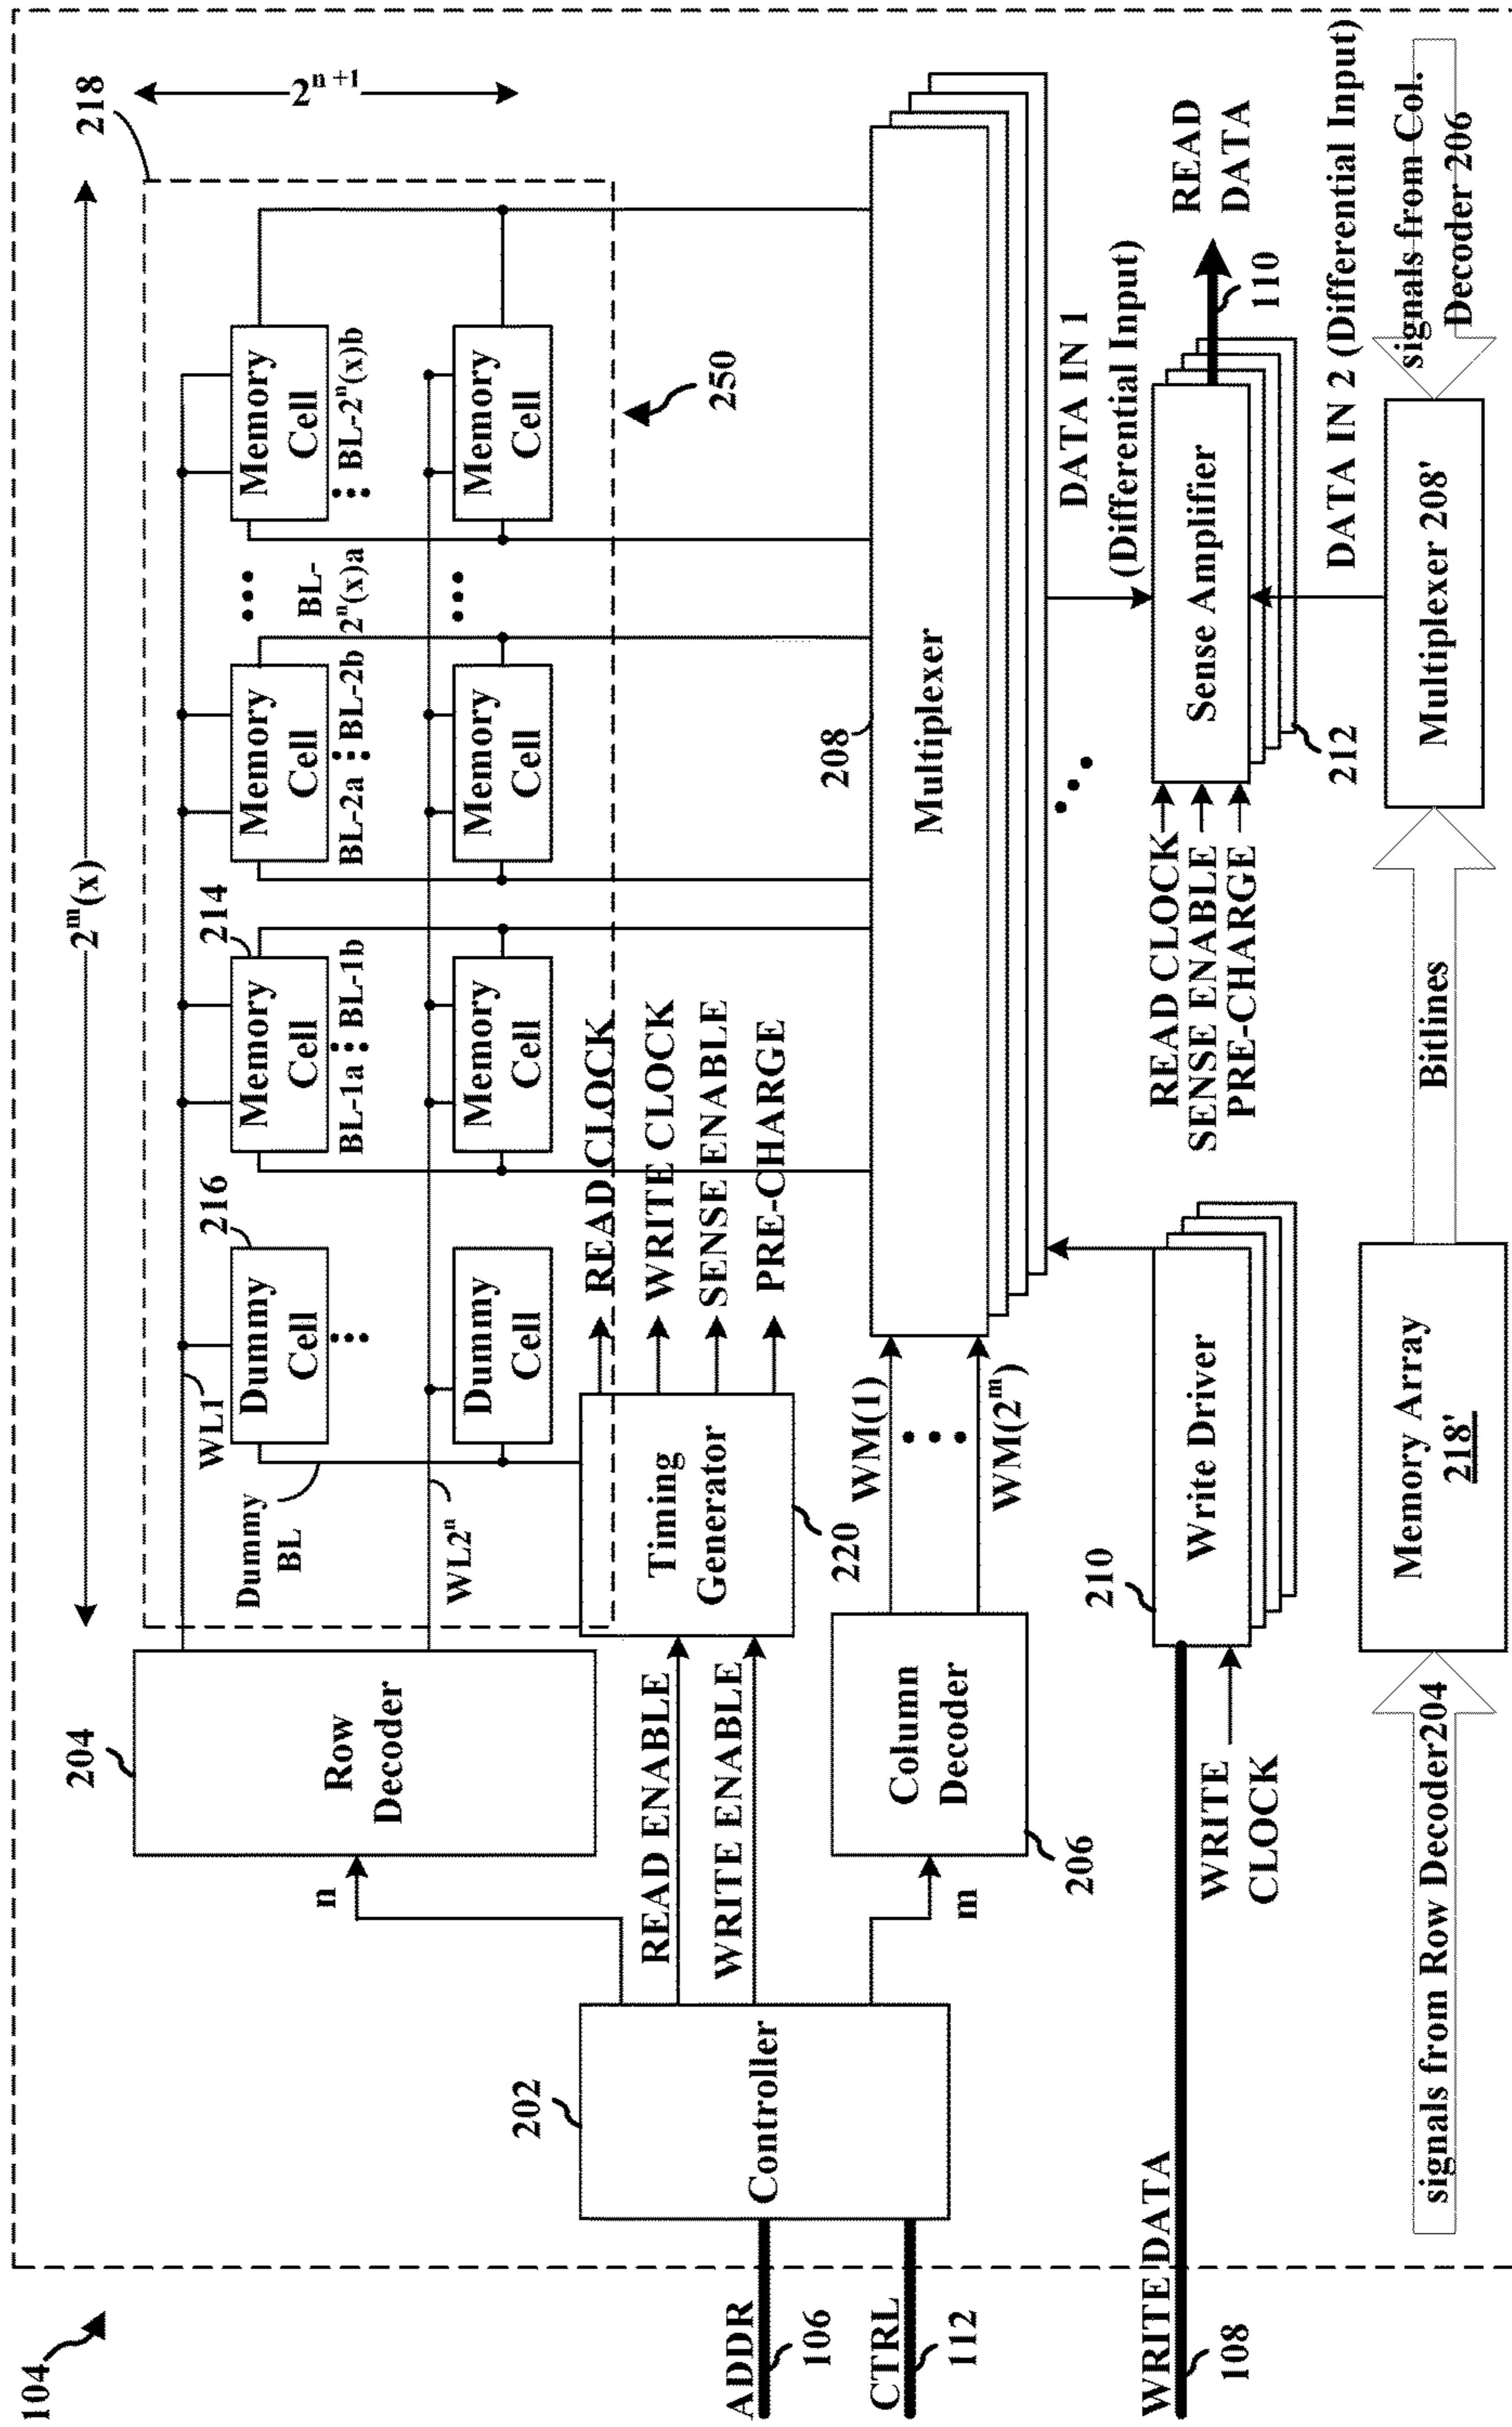 104
218
2^m(x)
2^n+1
204
Row
Decoder
WL1
216
Dummy
Cell
214
Memory
Cell
Memory
Cell
Memory
Cell
BL-1a
BL-1b
BL-2a
BL-2b
BL-
2^n(x)a
BL-2^n(x)b
Dummy
BL
WL2^n
Dummy
Cell
Memory
Cell
Memory
Cell
Memory
Cell
250
n
202
Controller
ADDR
106
CTRL
112
READ ENABLE
WRITE ENABLE
Timing
Generator
220
READ CLOCK
WRITE CLOCK
SENSE ENABLE
PRE-CHARGE
m
Column
Decoder
206
WM(1)
WM(2^m)
208
Multiplexer
DATA IN 1
(Differential Input)
WRITE DATA
108
WRITE
CLOCK
210
Write Driver
READ CLOCK
SENSE ENABLE
PRE-CHARGE
Sense Amplifier
212
READ
DATA
110
DATA IN 2 (Differential Input)
signals from Row Decoder204
Memory Array
218'
Bitlines
Multiplexer 208'
signals from Col.
Decoder 206